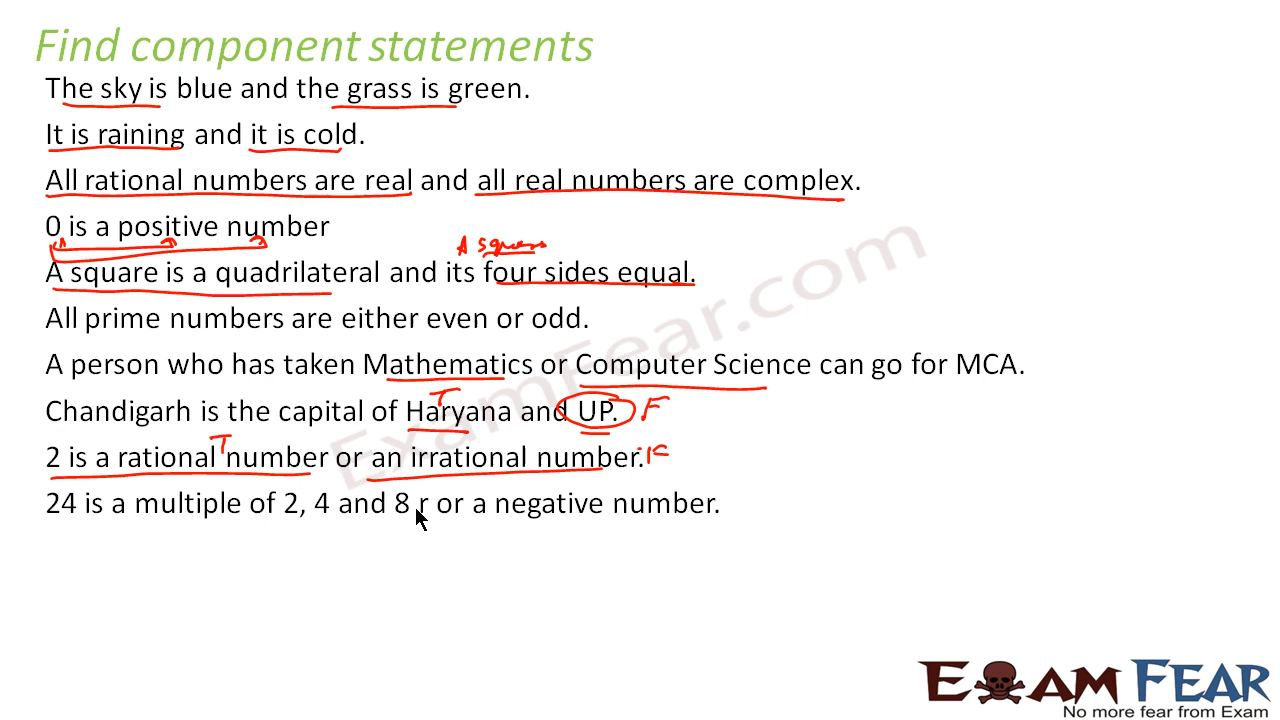 Find component statements
The sky is blue and the grass is green.
It is raining and it is cold.
All rational numbers are real and all real numbers are complex.
0 is a positive number
A square
A square is a quadrilateral and its four sides equal.
All prime numbers are either even or odd.
A person who has taken Mathematics or Computer Science can go for MCA.
T
Chandigarh is the capital of Haryana and UP. F
T
2 is a rational number or an irrational number. F
24 is a multiple of 2, 4 and 8 r or a negative number.
ExamFear.com
EXAM FEAR
No more fear from Exam